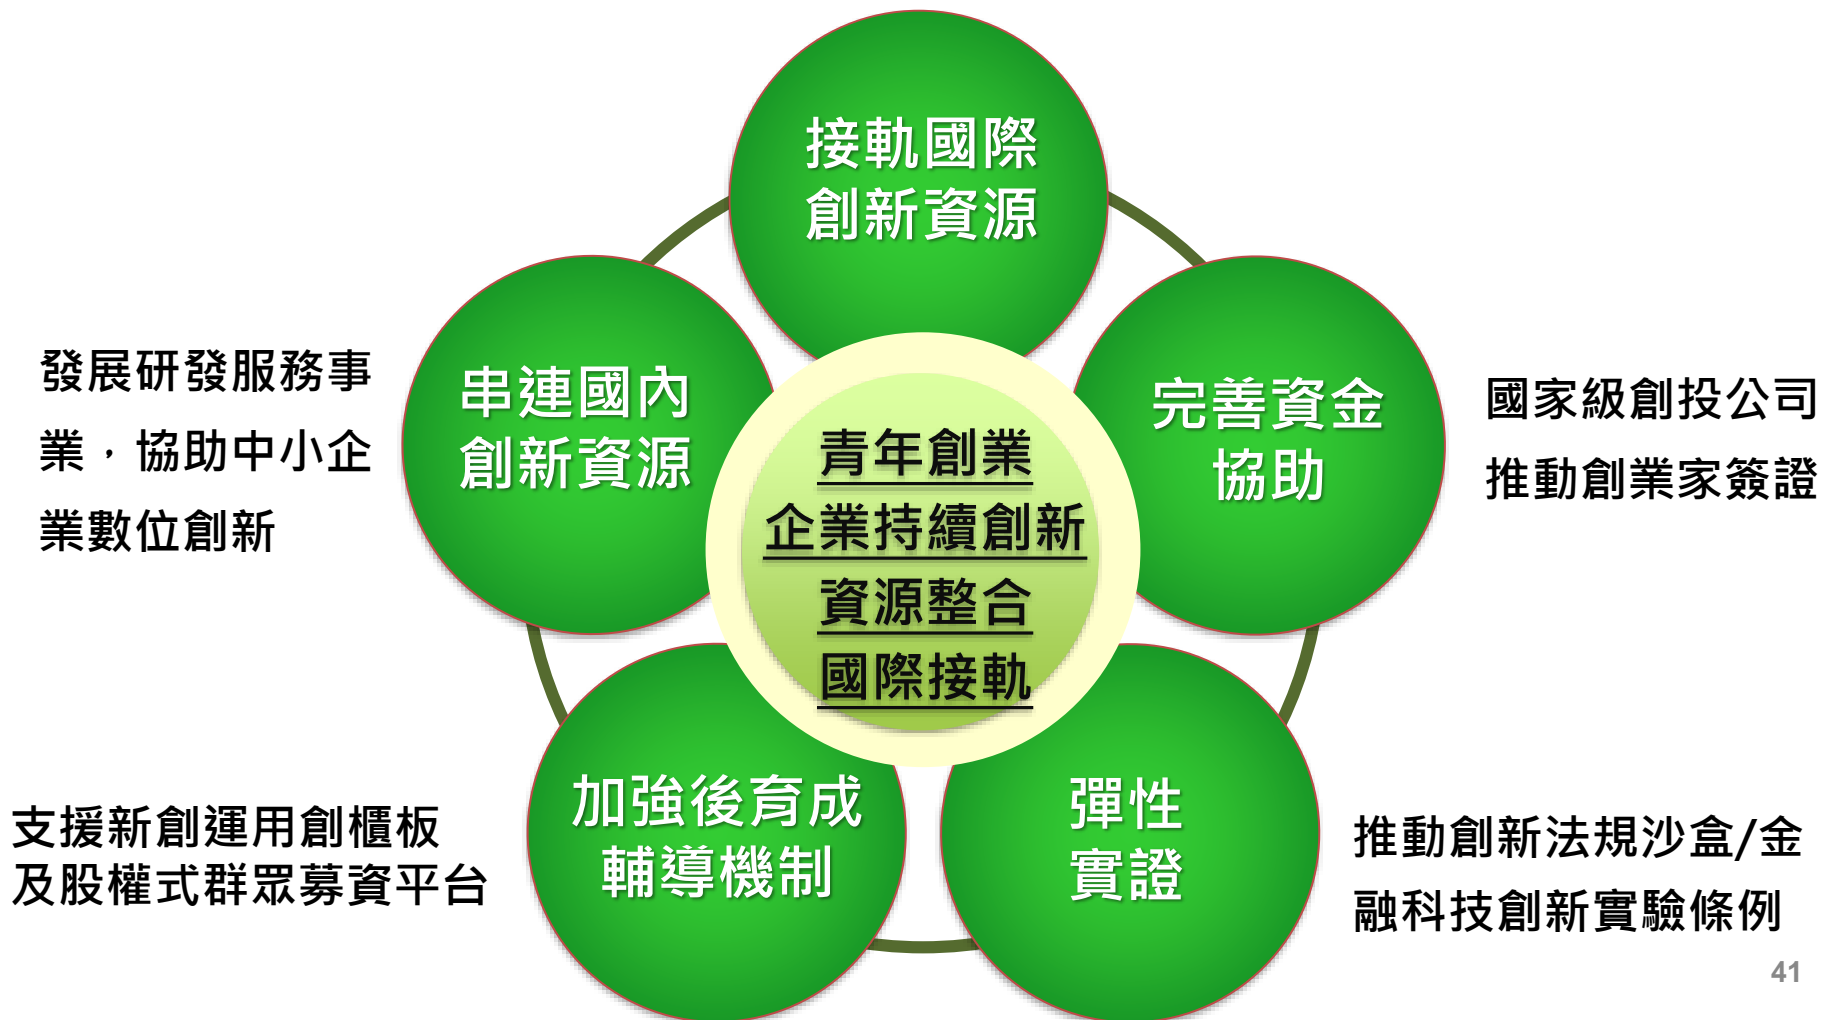 接軌國際
創新資源
串連國內
創新資源
發展研發服務事
業，協助中小企
業數位創新
完善資金
協助
國家級創投公司
推動創業家簽證
青年創業
企業持續創新
資源整合
國際接軌
加強後育成
輔導機制
支援新創運用創櫃板
及股權式群眾募資平台
彈性
實證
推動創新法規沙盒/金
融科技創新實驗條例
41